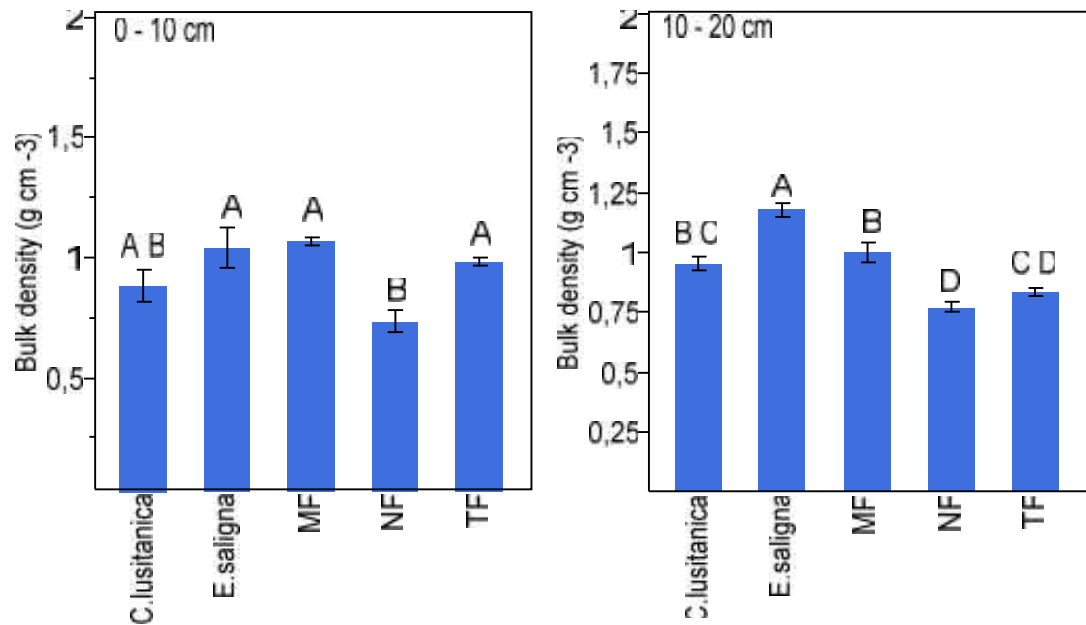 0 - 10 cm
2
1,5
1
0,5
Bulk density (g cm -3)
A B
A
A
B
A
C.lusitanica
E.saligna
MF
NF
TF
10 - 20 cm
2
1,75
1,5
1,25
1
0,75
0,5
0,25
Bulk density (g cm -3)
B C
A
B
D
C D
C.lusitanica
E.saligna
MF
NF
TF